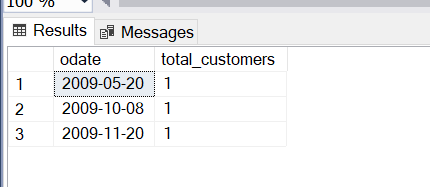 100 %
Results Messages
odate total_customers
1 2009-05-20 1
2 2009-10-08 1
3 2009-11-20 1